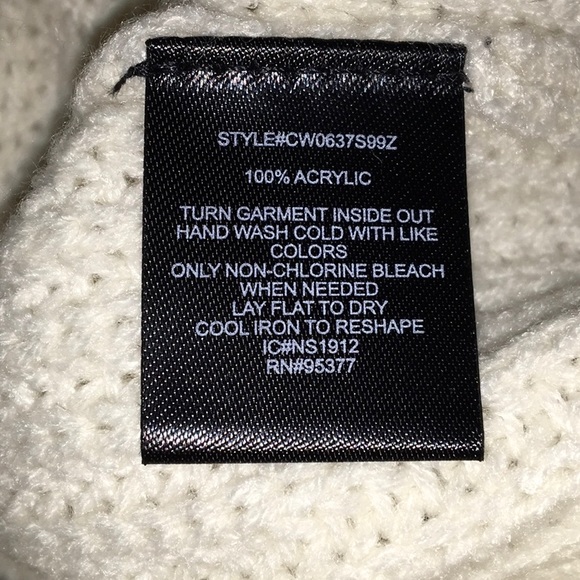 STYLE#CW0637S99Z
100% ACRYLIC
TURN GARMENT INSIDE OUT
HAND WASH COLD WITH LIKE
COLORS
ONLY NON-CHLORINE BLEACH
WHEN NEEDED
LAY FLAT TO DRY
COOL IRON TO RESHAPE
IC#NS1912
RN#95377